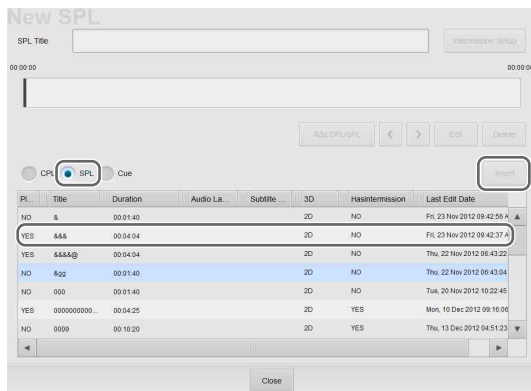 New SPL
SPL Title
Intermission Setup
00:00:00 00:00:00
Add CPL/SPL < > Edit Delete
CPL SPL Cue Insert
Pl... Title Duration Audio La... Subtitle ... 3D HasIntermission Last Edit Date
NO & 00:01:40 2D NO Fri, 23 Nov 2012 09:42:56 A
YES &&& 00:04:04 2D NO Fri, 23 Nov 2012 09:42:37 A
YES &&&&@ 00:04:04 2D NO Thu, 22 Nov 2012 06:43:22
NO &gg 00:01:40 2D NO Thu, 22 Nov 2012 06:43:04
NO 000 00:01:40 2D NO Tue, 20 Nov 2012 10:22:45
YES 0000000000... 00:04:25 2D YES Mon, 10 Dec 2012 09:16:06
NO 0009 00:10:20 2D YES Thu, 13 Dec 2012 04:51:23
Close